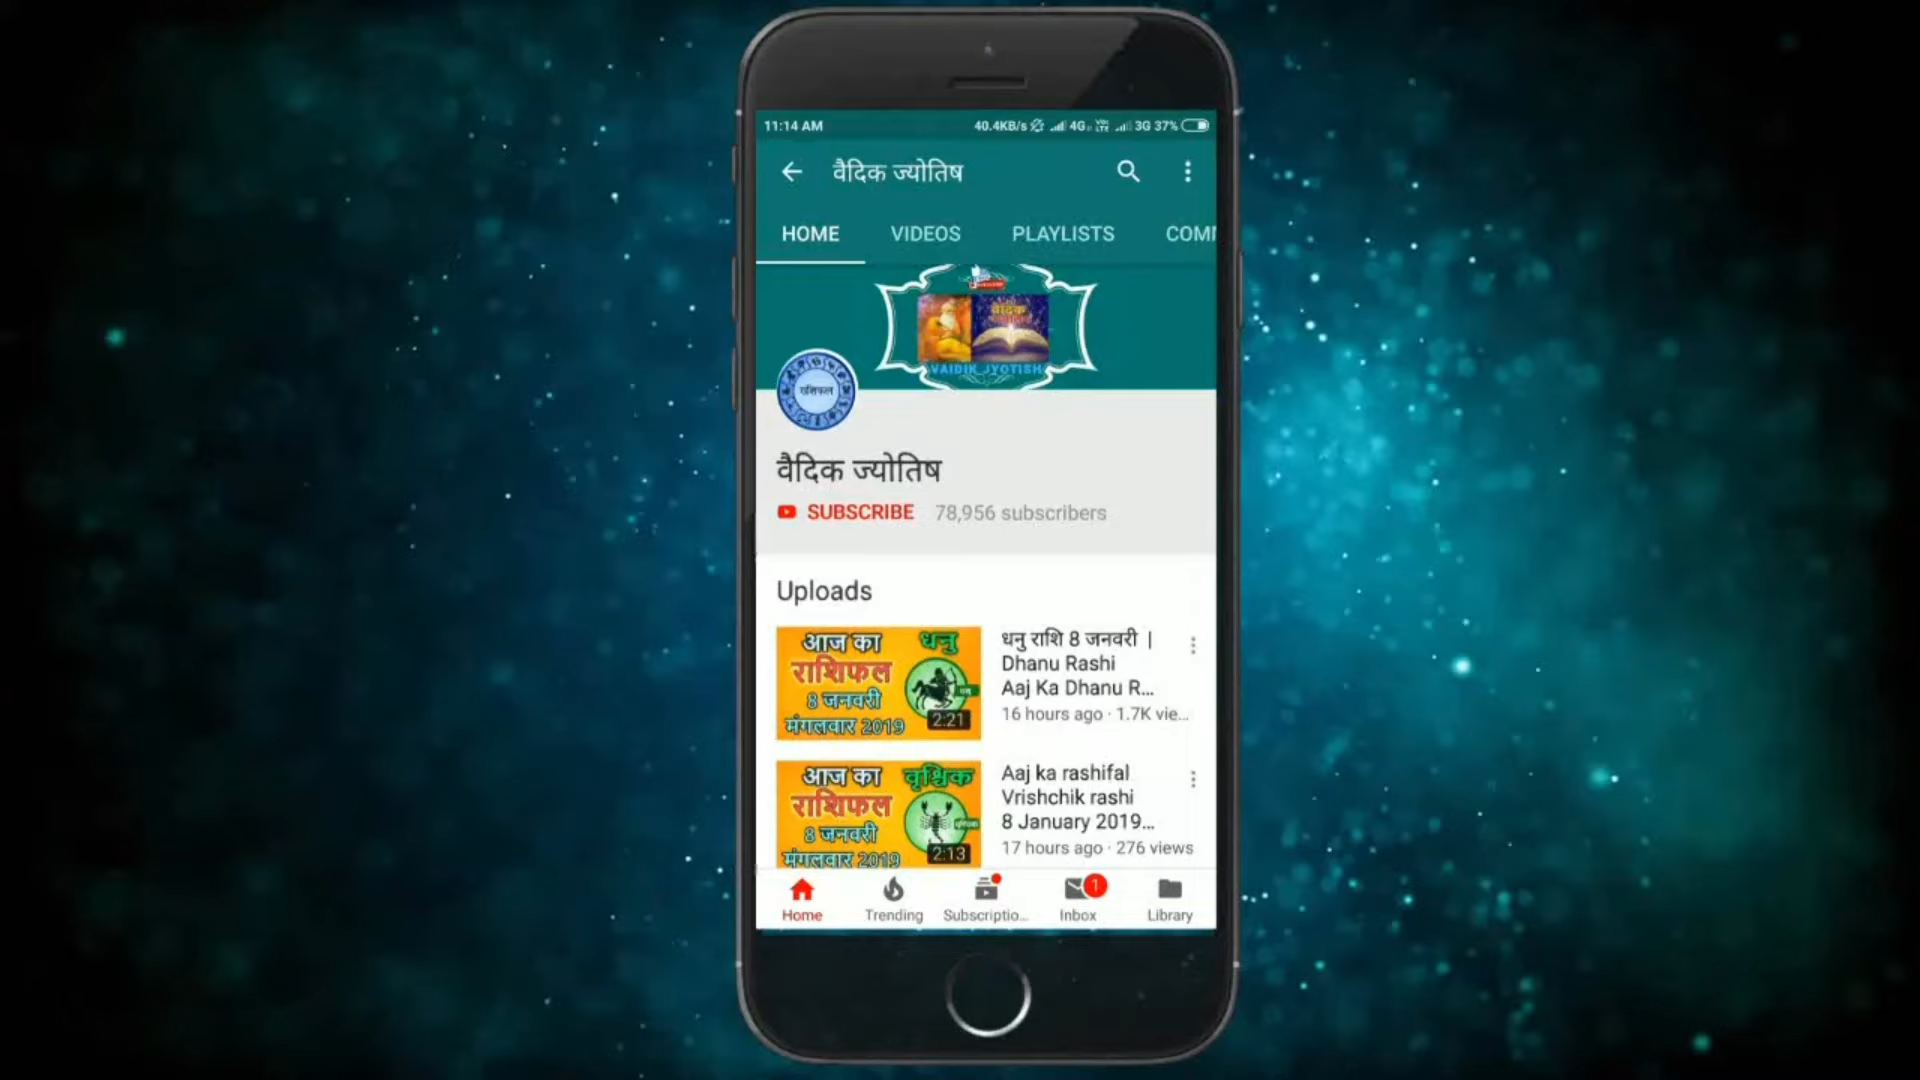 11:14 AM 40.4KB/s 4G VoLTE 3G 37%
वैदिक ज्योतिष
HOME VIDEOS PLAYLISTS COM
वैदिक
VAIDIK JYOTISH
राशिफल
वैदिक ज्योतिष
SUBSCRIBE 78,956 subscribers
Uploads
आज का धनु
राशिफल
8 जनवरी
मंगलवार 2019
2:21
धनु राशि 8 जनवरी |
Dhanu Rashi
Aaj Ka Dhanu R...
16 hours ago · 1.7K vie...
आज का वृश्चिक
राशिफल
8 जनवरी
मंगलवार 2019
2:13
Aaj ka rashifal
Vrishchik rashi
8 January 2019...
17 hours ago · 276 views
1
Home Trending Subscriptio... Inbox Library